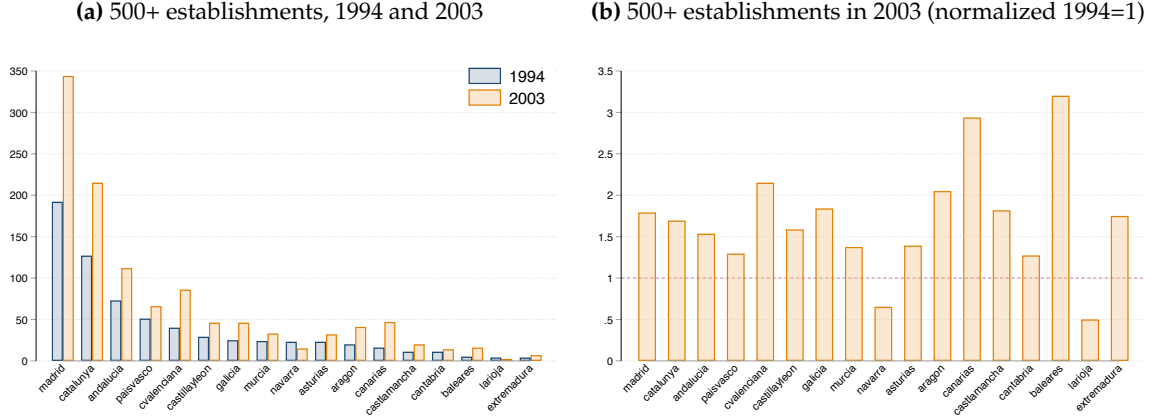 (a) 500+ establishments, 1994 and 2003
350
300
250
200
150
100
50
0
1994
2003
madrid
catalunya
andalucia
paisvasco
cvalenciana
castillayleon
galicia
murcia
navarra
asturias
aragon
canarias
castlamancha
cantabria
baleares
larioja
extremadura
(b) 500+ establishments in 2003 (normalized 1994=1)
3.5
3
2.5
2
1.5
1
.5
0
madrid
catalunya
andalucia
paisvasco
cvalenciana
castillayleon
galicia
murcia
navarra
asturias
aragon
canarias
castlamancha
cantabria
baleares
larioja
extremadura